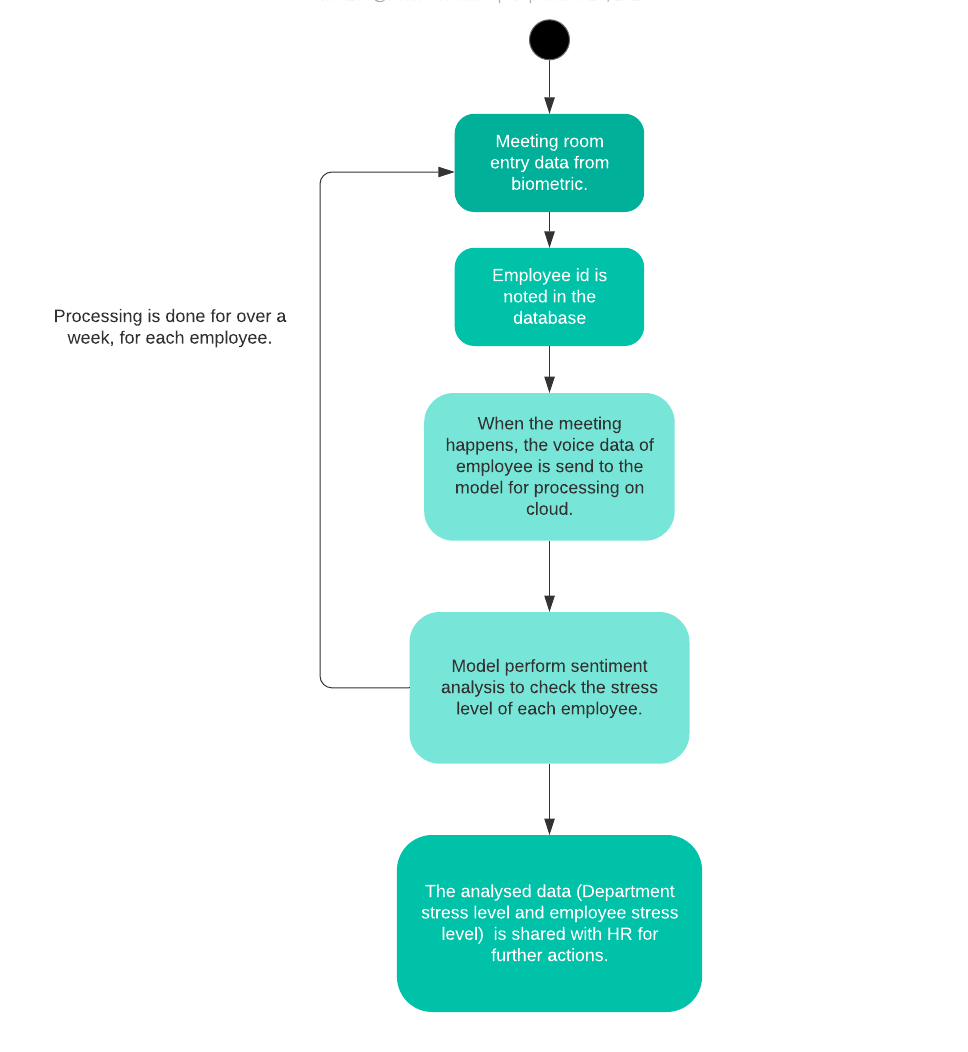 Meeting room
entry data from
biometric.
Employee id is
noted in the
database
Processing is done for over a
week, for each employee.
When the meeting
happens, the voice data of
employee is send to the
model for processing on
cloud.
Model perform sentiment
analysis to check the stress
level of each employee.
The analysed data (Department
stress level and employee stress
level)  is shared with HR for
further actions.